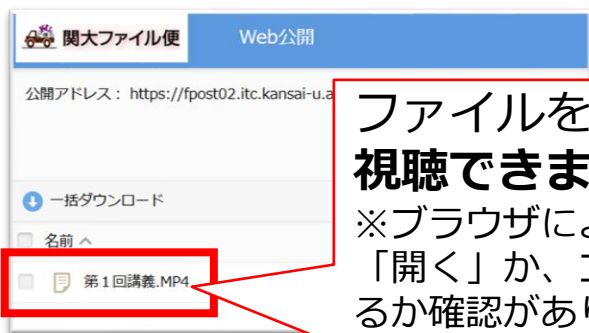 関大ファイル便
Web公開
公開アドレス： https://fpost02.itc.kansai-u.a
ファイルを
視聴できま
※ブラウザによ
「開く」か、
るか確認があり
一括ダウンロード
名前
第１回講義.MP4